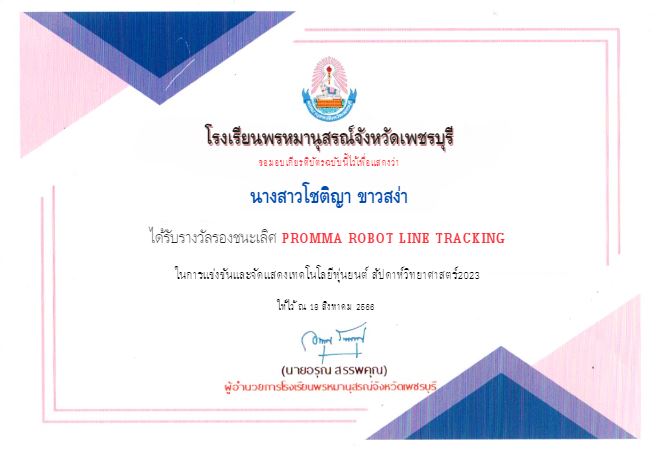 โรงเรียนพรหมานุสรณ์จังหวัดเพชรบุรี
ขอมอบเกียรติบัตรฉบับนี้ไว้เพื่อแสดงว่า
นางสาวโชติญา ขาวสง่า
ได้รับรางวัลรองชนะเลิศ PROMMA ROBOT LINE TRACKING
ในการแข่งขันและจัดแสดงเทคโนโลยีหุ่นยนต์ สัปดาห์วิทยาศาสตร์2023
ให้ไว้ ณ 19 สิงหาคม 2566
(นายอรุณ สรรพคุณ)
ผู้อำนวยการโรงเรียนพรหมานุสรณ์จังหวัดเพชรบุรี